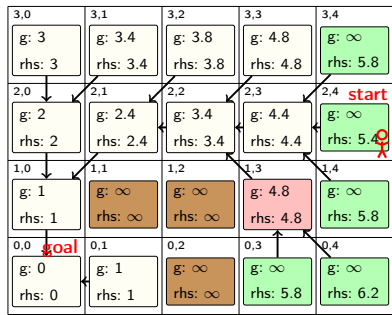 3,0 3,1 3,2 3,3 3,4
g: 3 g: 3.4 g: 3.8 g: 4.8 g: ∞
rhs: 3 rhs: 3.4 rhs: 3.8 rhs: 4.8 rhs: 5.8
2,0 2,1 2,2 2,3 2,4
start
g: 2 g: 2.4 g: 3.4 g: 4.4 g: ∞
rhs: 2 rhs: 2.4 rhs: 3.4 rhs: 4.4 rhs: 5.4
1,0 1,1 1,2 1,3 1,4
g: 1 g: ∞ g: ∞ g: 4.8 g: ∞
rhs: 1 rhs: ∞ rhs: ∞ rhs: 4.8 rhs: 5.8
0,0 goal 0,1 0,2 0,3 0,4
g: 0 g: 1 g: ∞ g: ∞ g: ∞
rhs: 0 rhs: 1 rhs: ∞ rhs: 5.8 rhs: 6.2